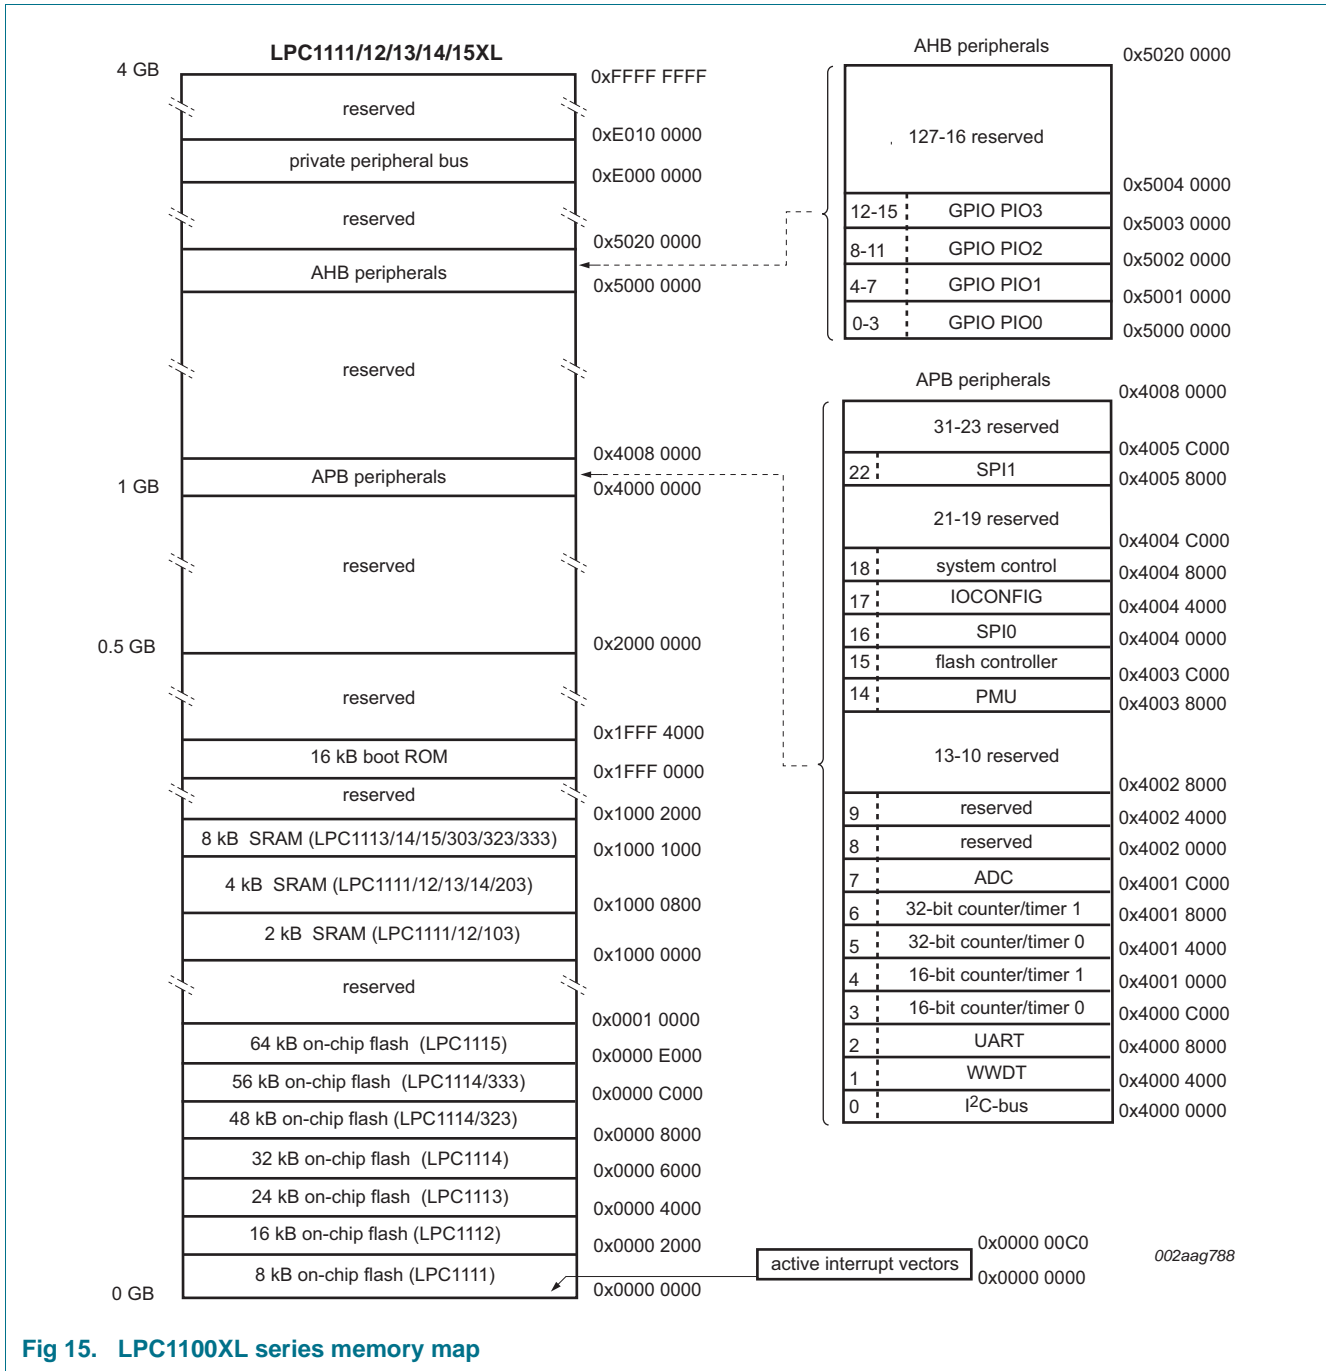 LPC1111/12/13/14/15XL
4 GB
0xFFFF FFFF
reserved
0xE010 0000
private peripheral bus
0xE000 0000
reserved
0x5020 0000
AHB peripherals
0x5000 0000
reserved
0x4008 0000
APB peripherals
1 GB
0x4000 0000
reserved
0.5 GB
0x2000 0000
reserved
0x1FFF 4000
16 kB boot ROM
0x1FFF 0000
reserved
0x1000 2000
8 kB SRAM (LPC1113/14/15/303/323/333)
0x1000 1000
4 kB SRAM (LPC1111/12/13/14/203)
0x1000 0800
2 kB SRAM (LPC1111/12/103)
0x1000 0000
reserved
0x0001 0000
64 kB on-chip flash (LPC1115)
0x0000 E000
56 kB on-chip flash (LPC1114/333)
0x0000 C000
48 kB on-chip flash (LPC1114/323)
0x0000 8000
32 kB on-chip flash (LPC1114)
0x0000 6000
24 kB on-chip flash (LPC1113)
0x0000 4000
16 kB on-chip flash (LPC1112)
0x0000 2000
8 kB on-chip flash (LPC1111)
0 GB
0x0000 0000
AHB peripherals
0x5020 0000
127-16 reserved
0x5004 0000
12-15 GPIO PIO3
0x5003 0000
8-11 GPIO PIO2
0x5002 0000
4-7 GPIO PIO1
0x5001 0000
0-3 GPIO PIO0
0x5000 0000
APB peripherals
0x4008 0000
31-23 reserved
0x4005 C000
22 SPI1
0x4005 8000
21-19 reserved
0x4004 C000
18 system control
0x4004 8000
17 IOCONFIG
0x4004 4000
16 SPI0
0x4004 0000
15 flash controller
0x4003 C000
14 PMU
0x4003 8000
13-10 reserved
0x4002 8000
9 reserved
0x4002 4000
8 reserved
0x4002 0000
7 ADC
0x4001 C000
6 32-bit counter/timer 1
0x4001 8000
5 32-bit counter/timer 0
0x4001 4000
4 16-bit counter/timer 1
0x4001 0000
3 16-bit counter/timer 0
0x4000 C000
2 UART
0x4000 8000
1 WWDT
0x4000 4000
0 I2C-bus
0x4000 0000
0x0000 00C0
active interrupt vectors
0x0000 0000
002aag788
Fig 15. LPC1100XL series memory map